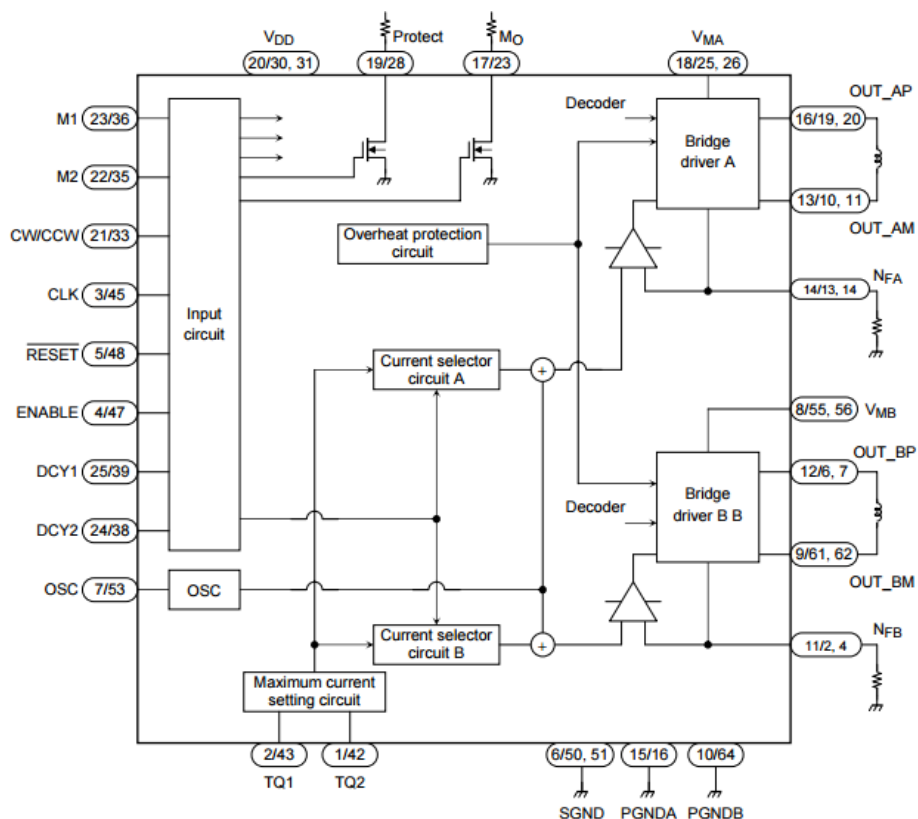 VDD
Protect
MO
VMA
20/30, 31
19/28
17/23
18/25, 26
OUT_AP
M1
23/36
Decoder
16/19, 20
Bridge
driver A
M2
22/35
13/10, 11
OUT_AM
CW/CCW
21/33
Overheat protection
circuit
NFA
CLK
3/45
14/13, 14
Input
circuit
RESET
5/48
Current selector
circuit A
+
ENABLE
4/47
8/55, 56
VMB
OUT_BP
DCY1
25/39
12/6, 7
Bridge
driver B B
Decoder
DCY2
24/38
9/61, 62
OUT_BM
OSC
7/53
OSC
Current selector
circuit B
+
NFB
11/2, 4
Maximum current
setting circuit
2/43
1/42
6/50, 51
15/16
10/64
TQ1
TQ2
SGND
PGNDA
PGNDB